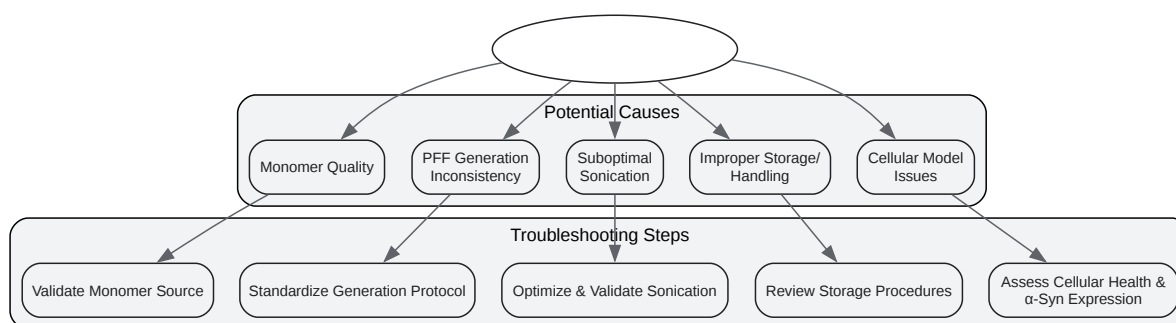 Potential Causes
Monomer Quality
PFF Generation
Inconsistency
Suboptimal
Sonication
Improper Storage/
Handling
Cellular Model
Issues
Troubleshooting Steps
Validate Monomer Source
Standardize Generation Protocol
Optimize & Validate Sonication
Review Storage Procedures
Assess Cellular Health &
α-Syn Expression